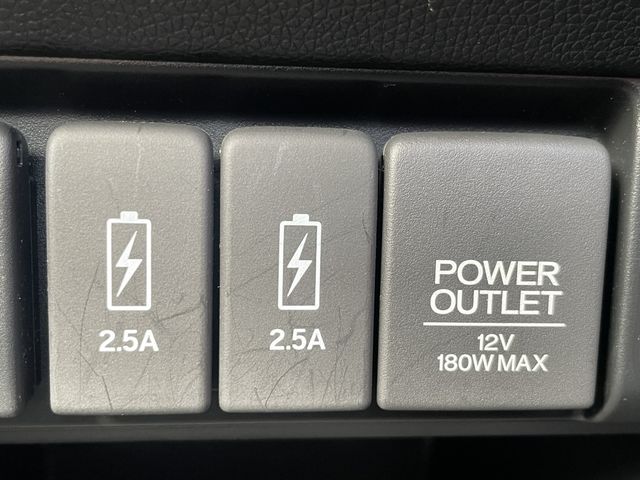 2.5A
2.5A
POWER
OUTLET
12V
180W MAX